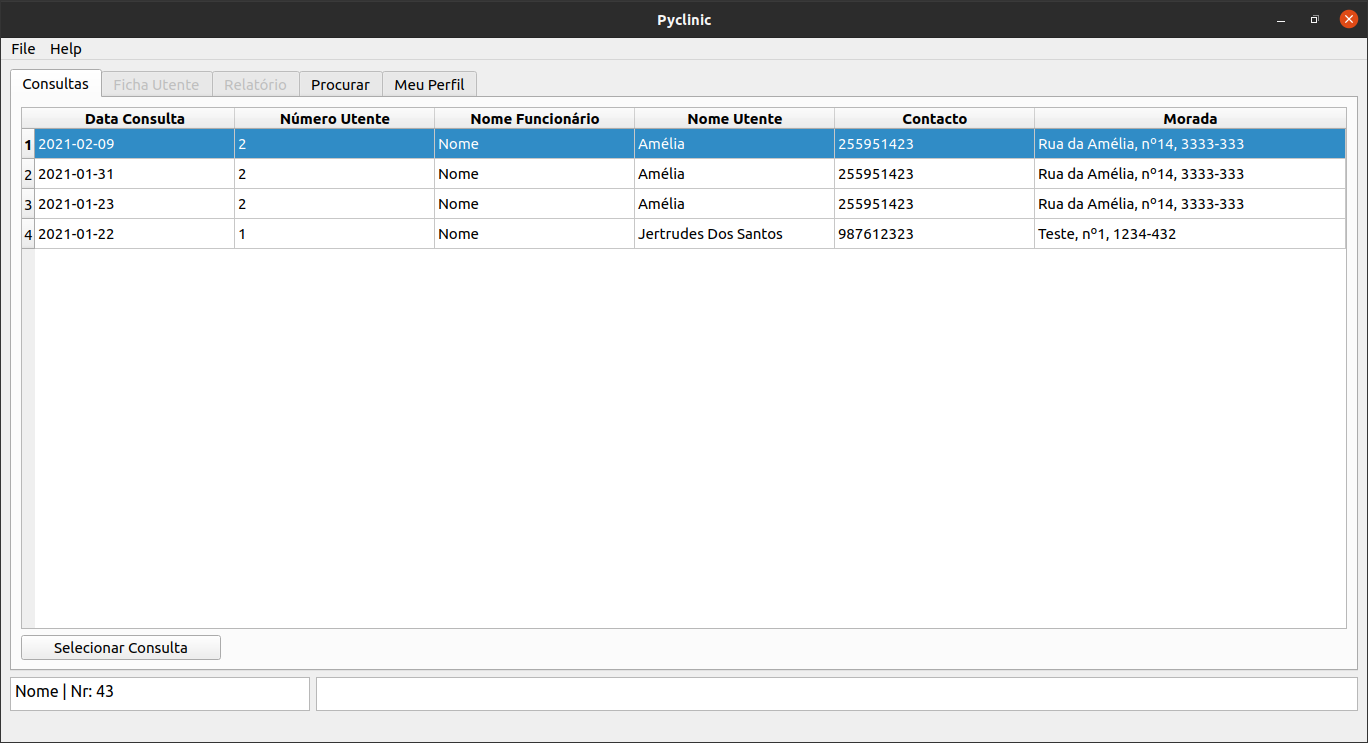 Pyclinic
File Help
Consultas Ficha Utente Relatório Procurar Meu Perfil
Data Consulta Número Utente Nome Funcionário Nome Utente Contacto Morada
1 2021-02-09 2 Nome Amélia 255951423 Rua da Amélia, nº14, 3333-333
2 2021-01-31 2 Nome Amélia 255951423 Rua da Amélia, nº14, 3333-333
3 2021-01-23 2 Nome Amélia 255951423 Rua da Amélia, nº14, 3333-333
4 2021-01-22 1 Nome Jertrudes Dos Santos 987612323 Teste, nº1, 1234-432
Selecionar Consulta
Nome | Nr: 43